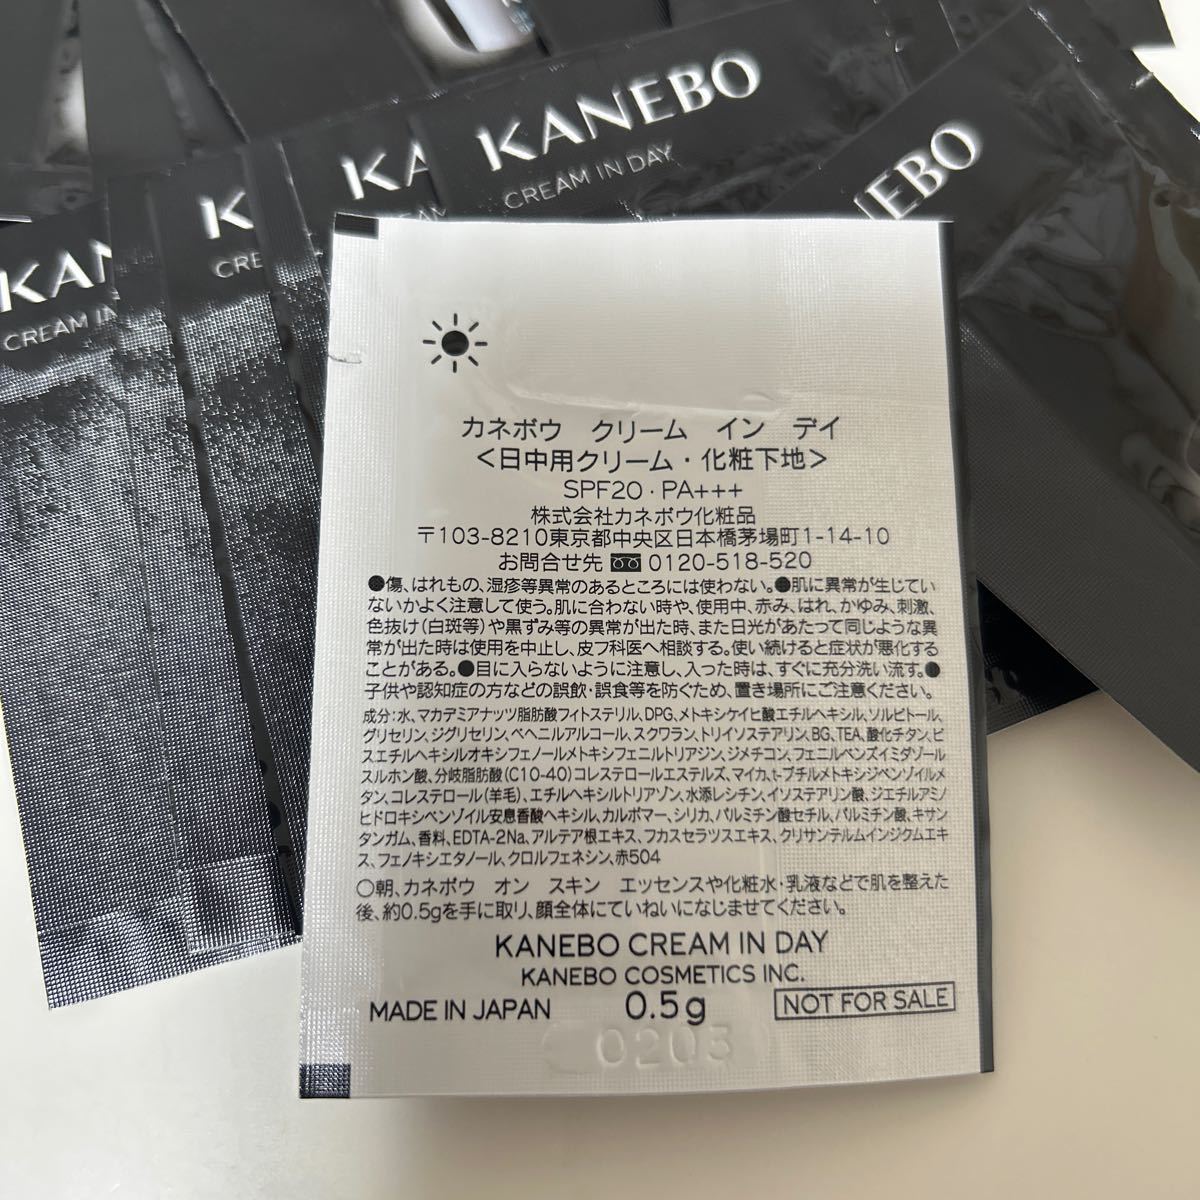 KANEBO
CREAM IN DAY
カネボウ クリーム イン デイ
<日中用クリーム・化粧下地>
SPF20・PA+++
株式会社カネボウ化粧品
〒103-8210東京都中央区日本橋茅場町1-14-10
お問合せ先 0120-518-520
●傷、はれもの、湿疹等異常のあるところには使わない。●肌に異常が生じてい
ないかよく注意して使う。肌に合わない時や、使用中、赤み、はれ、かゆみ、刺激、
色抜け(白斑等)や黒ずみ等の異常が出た時、また日光があたって同じような異
常が出た時は使用を中止し、皮フ科医へ相談する。使い続けると症状が悪化する
ことがある。●目に入らないように注意し、入った時は、すぐに充分洗い流す。●
子供や認知症の方などの誤飲・誤食等を防ぐため、置き場所にご注意ください。
成分:水、マカデミアナッツ脂肪酸フィトステリル、DPG、メトキシケイヒ酸エチルヘキシル、ソルビトール、
グリセリン、ジグリセリン、ベヘニルアルコール、スクワラン、トリイソステアリン、BG、TEA、酸化チタン、ビ
スエチルヘキシルオキシフェノールメトキシフェニルトリアジン、ジメチコン、フェニルベンズイミダゾール
スルホン酸、分岐脂肪酸(C10-40)コレステロールエステルズ、マイカ、t-ブチルメトキシジベンゾイルメ
タン、コレステロール(羊毛)、エチルヘキシルトリアゾン、水添レシチン、イソステアリン酸、ジエチルアミノ
ヒドロキシベンゾイル安息香酸ヘキシル、カルボマー、シリカ、パルミチン酸セチル、パルミチン酸、キサン
タンガム、香料、EDTA-2Na、アルテア根エキス、フカスセラツスエキス、クリサンテルムインジクムエキ
ス、フェノキシエタノール、クロルフェネシン、赤504
○朝、カネボウ オン スキン エッセンスや化粧水・乳液などで肌を整えた
後、約0.5gを手に取り、顔全体にていねいになじませてください。
KANEBO CREAM IN DAY
KANEBO COSMETICS INC.
MADE IN JAPAN 0.5g NOT FOR SALE
0203